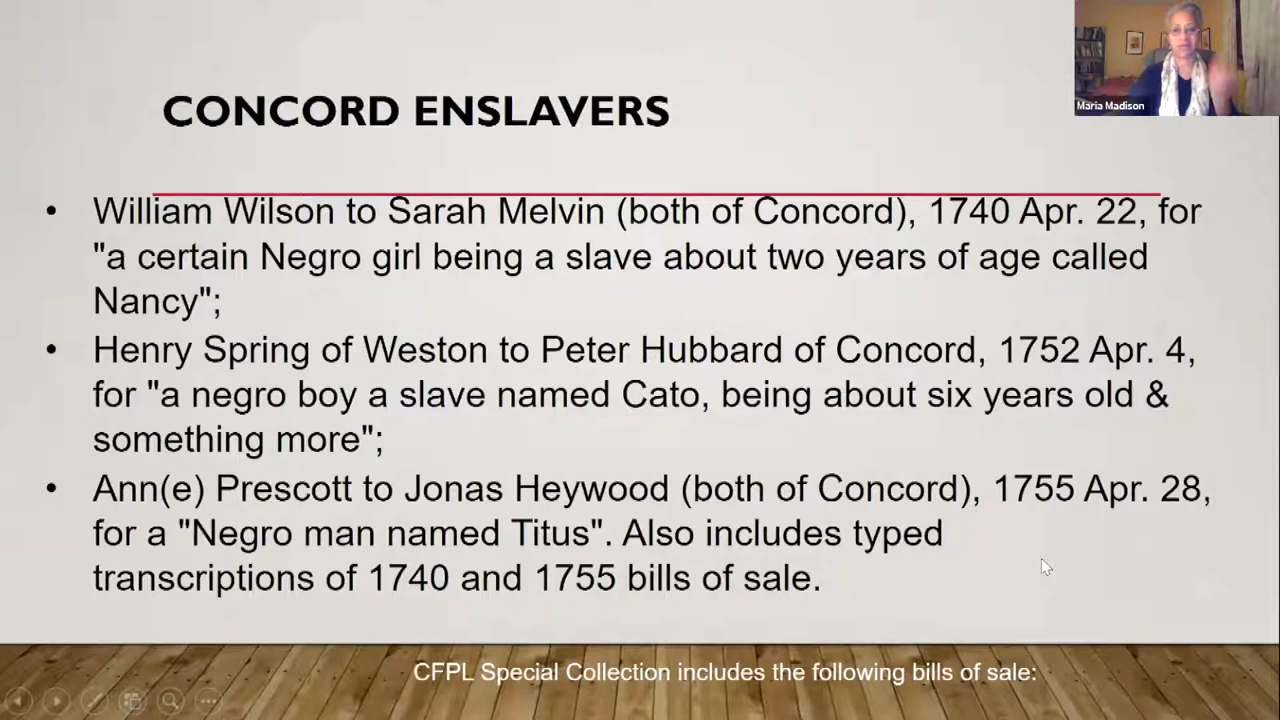 Maria Madison
CONCORD ENSLAVERS
• William Wilson to Sarah Melvin (both of Concord), 1740 Apr. 22, for
"a certain Negro girl being a slave about two years of age called
Nancy";
• Henry Spring of Weston to Peter Hubbard of Concord, 1752 Apr. 4,
for "a negro boy a slave named Cato, being about six years old &
something more";
• Ann(e) Prescott to Jonas Heywood (both of Concord), 1755 Apr. 28,
for a "Negro man named Titus". Also includes typed
transcriptions of 1740 and 1755 bills of sale.
CFPL Special Collection includes the following bills of sale: